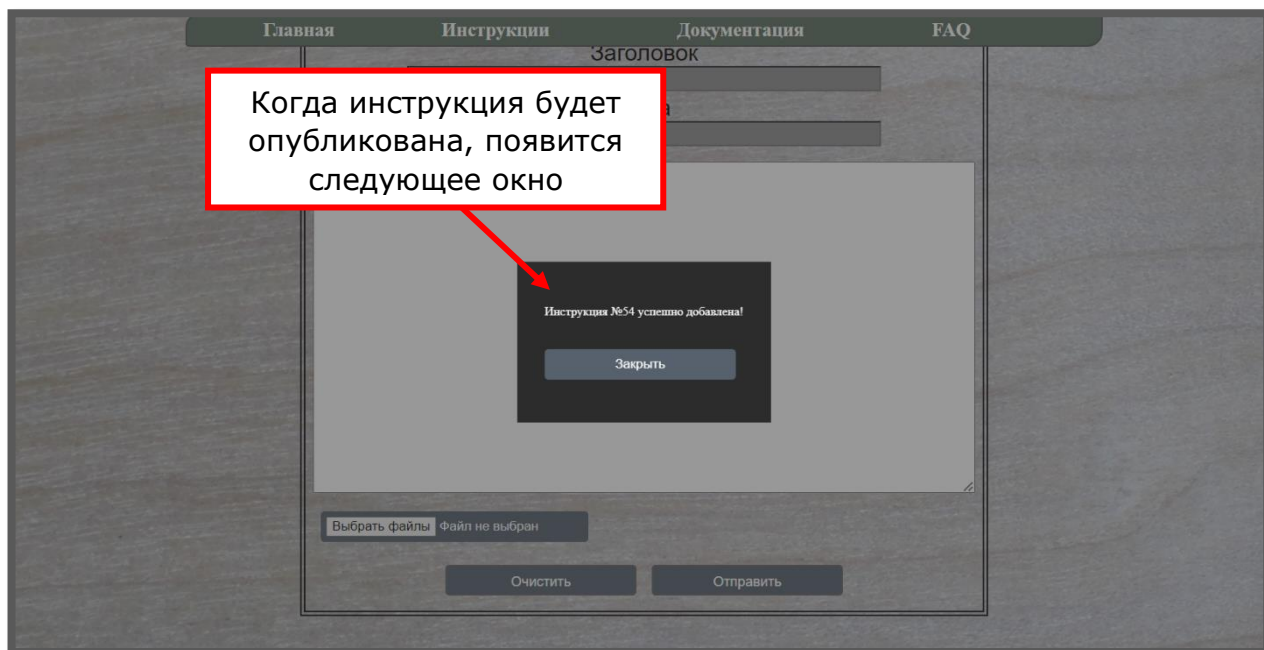 Главная Инструкции Документация FAQ
Заголовок
Когда инструкция будет
опубликована, появится
следующее окно
Инструкция №54 успешно добавлена!
Закрыть
Выбрать файлы Файл не выбран
Очистить Отправить